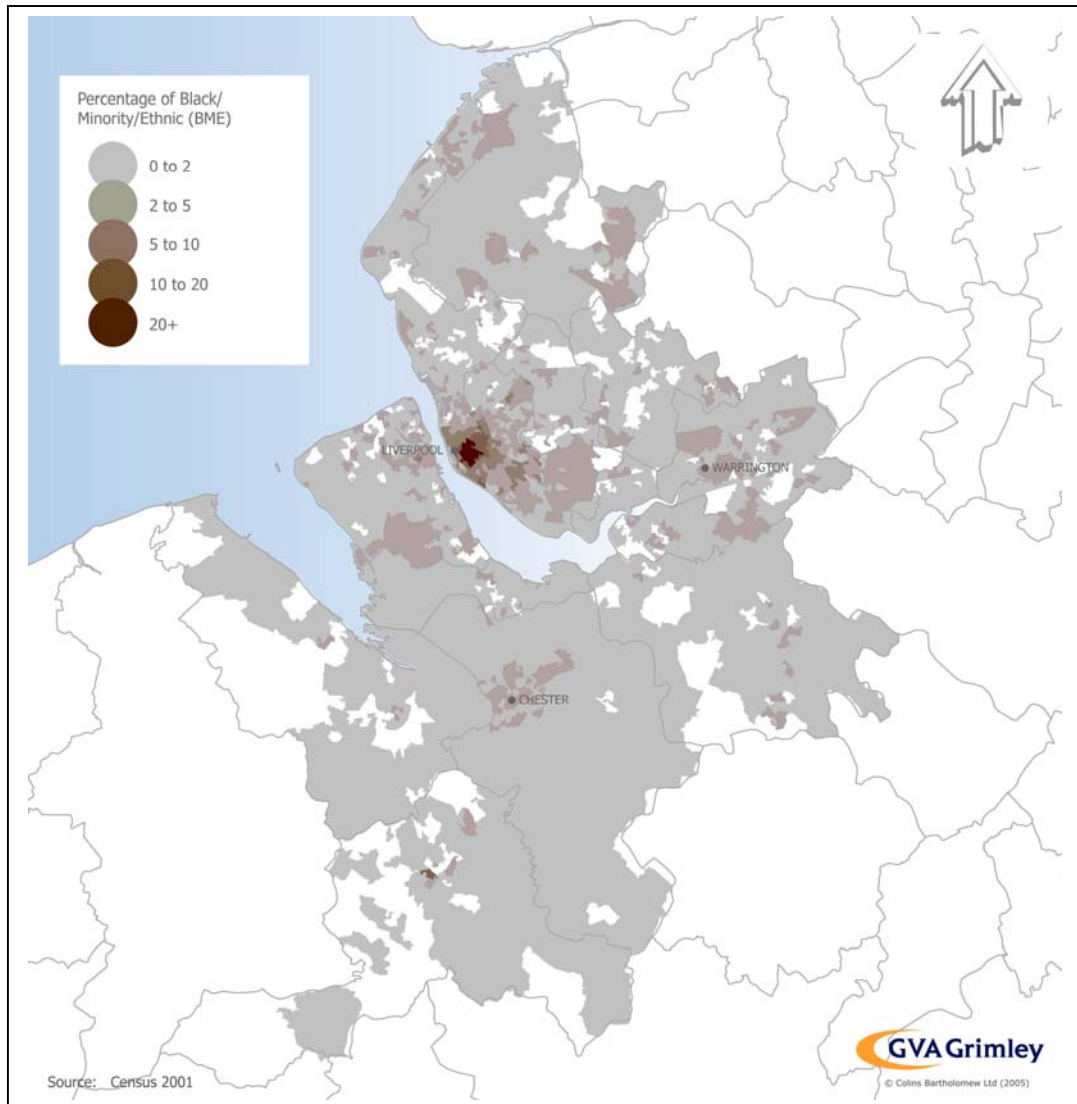 Percentage of Black/
Minority/Ethnic (BME)
0 to 2
2 to 5
5 to 10
10 to 20
20+
LIVERPOOL
WARRINGTON
CHESTER
GVA Grimley
Source: Census 2001
© Colins Bartholomew Ltd (2005)